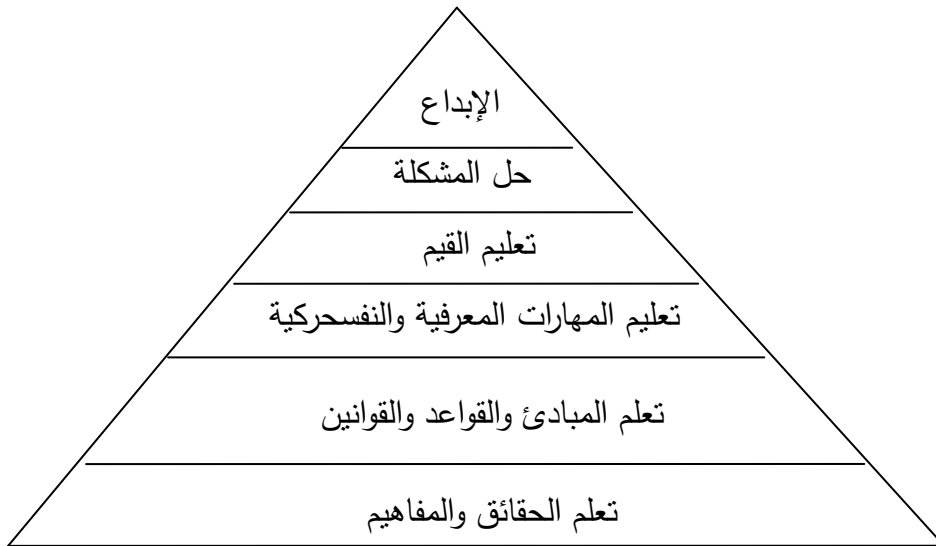 الإبداع
حل المشكلة
تعليم القيم
تعليم المهارات المعرفية والنفسحركية
تعلم المبادئ والقواعد والقوانين
تعلم الحقائق والمفاهيم